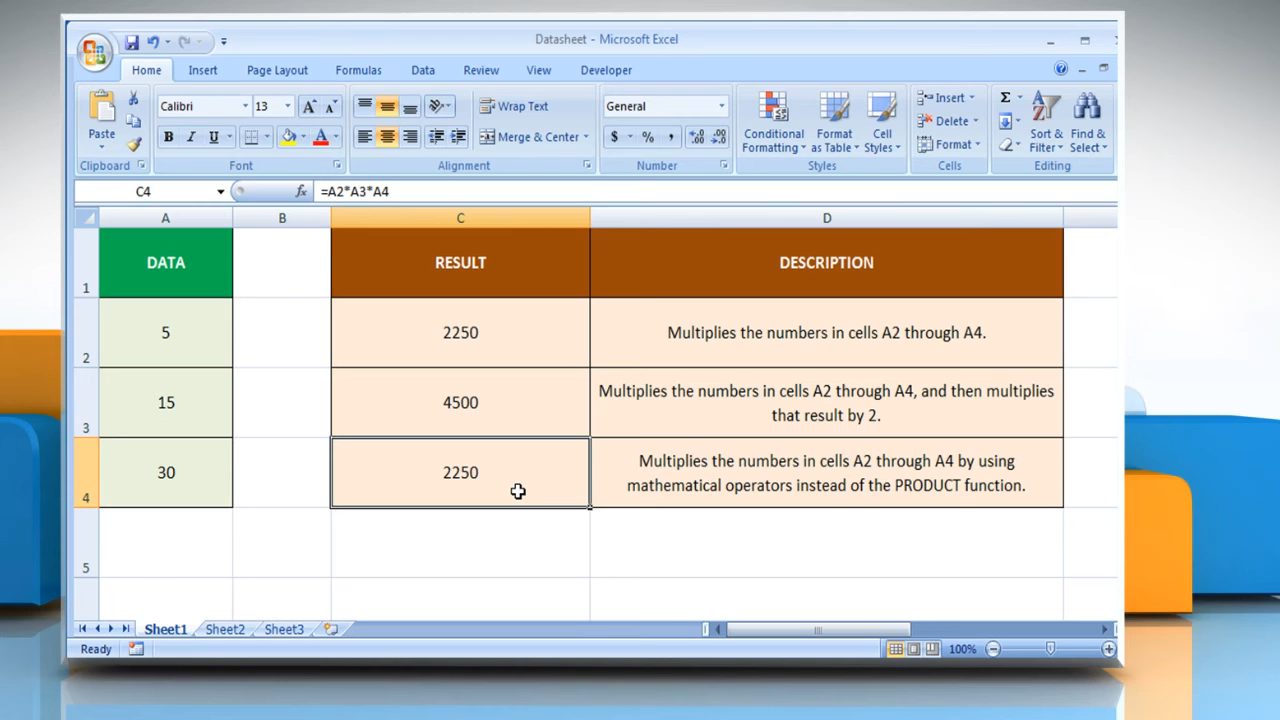 Datasheet - Microsoft Excel
Home Insert Page Layout Formulas Data Review View Developer
Paste
Clipboard
Calibri 13
B I U A
Font
Wrap Text
Merge & Center
Alignment
General
$ % ,
Number
Conditional Formatting
Format as Table
Cell Styles
Styles
Insert
Delete
Format
Cells
Σ
Sort & Filter
Find & Select
Editing
C4 fx =A2*A3*A4
A B C D
1 DATA RESULT DESCRIPTION
2 5 2250 Multiplies the numbers in cells A2 through A4.
3 15 4500 Multiplies the numbers in cells A2 through A4, and then multiplies
that result by 2.
4 30 2250 Multiplies the numbers in cells A2 through A4 by using
mathematical operators instead of the PRODUCT function.
5
Sheet1 Sheet2 Sheet3
Ready 100%